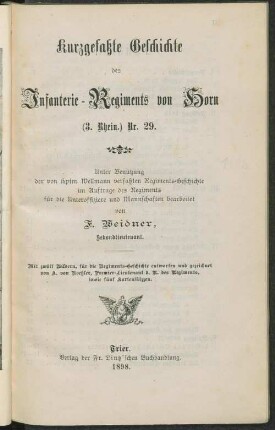 Kurzgefaßte Geschichte
des
Infanterie-Regiments von Horn
(3. Rhein.) Nr. 29.
Unter Benutzung
der von Hptm. Wellmann verfaßten Regiments-Geschichte
im Auftrage des Regiments
für die Unteroffiziere und Mannschaften bearbeitet
von
F. Weidner,
Sekondlieutenant.
Mit zwölf Bildern, für die Regiments-Geschichte entworfen und gezeichnet
von A. von Roeßler, Premier-Lieutenant d. R. des Regiments,
sowie fünf Kartenskizzen.
Trier.
Verlag der Fr. Lintz'schen Buchhandlung.
1898.